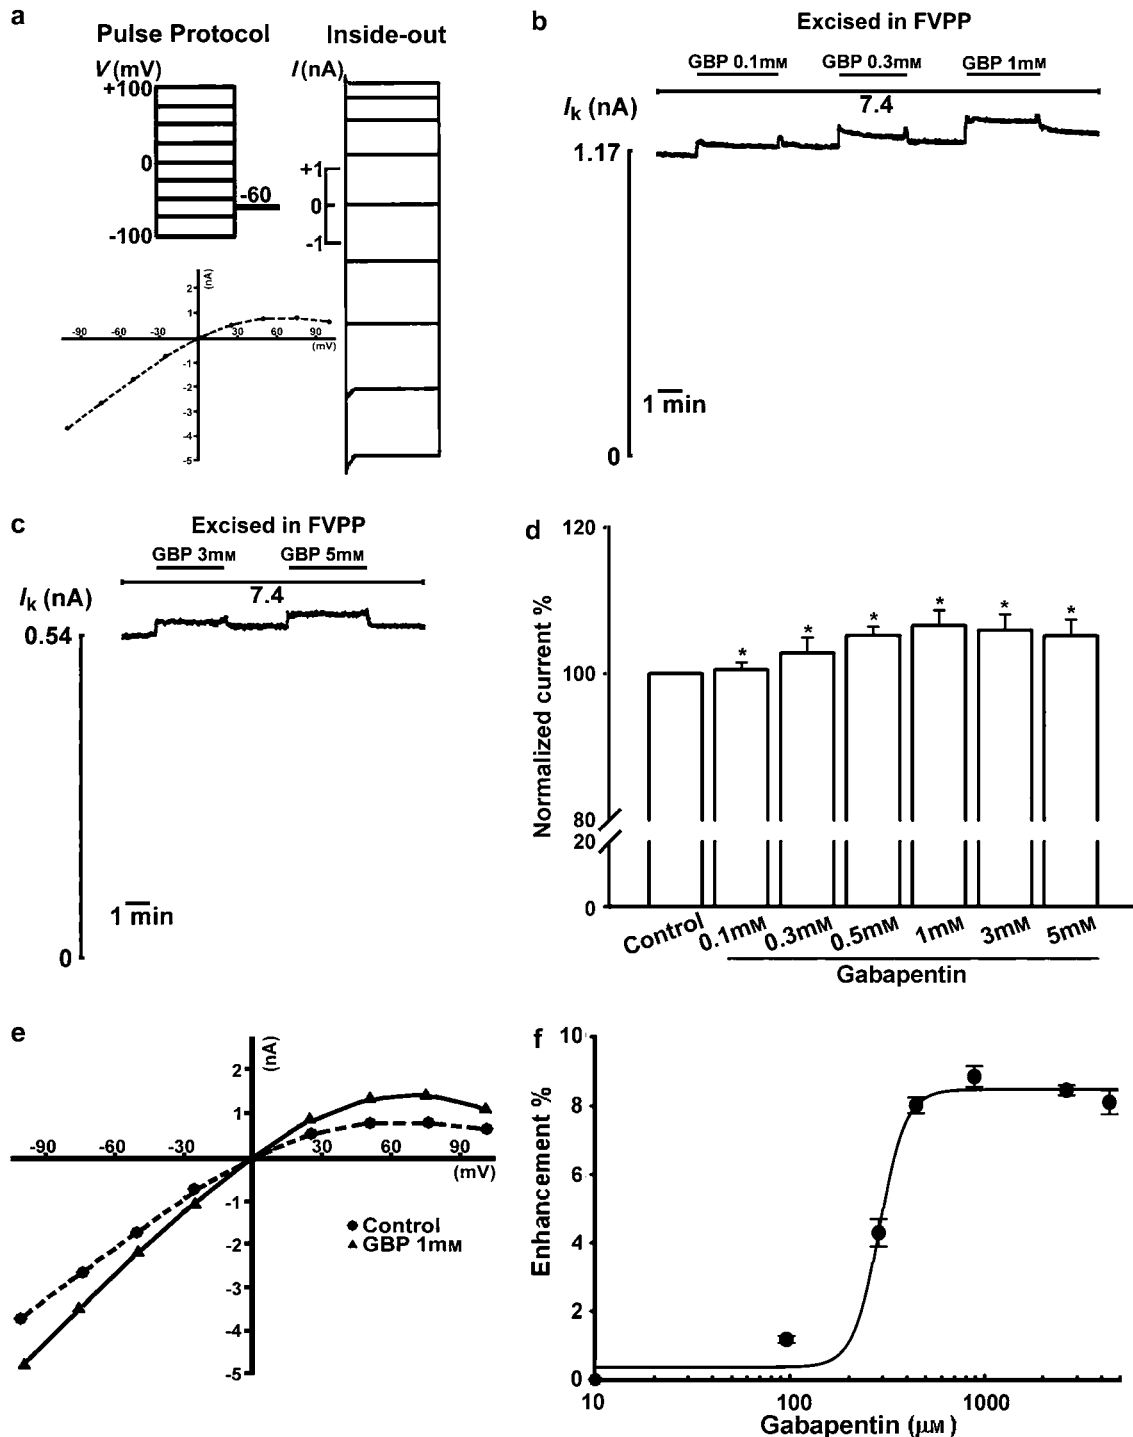 a
Pulse Protocol
Inside-out
V (mV)
I (nA)
+100
0
-100
-60
+1
0
-1
(nA)
2
1
-90 -60 -30 30 60 90
(mV)
-1
-2
-3
-4
-5
b
Excised in FVPP
GBP 0.1mM GBP 0.3mM GBP 1mM
7.4
Ik (nA)
1.17
1 min
0
c
Excised in FVPP
GBP 3mM GBP 5mM
7.4
Ik (nA)
0.54
1 min
0
d
Normalized current %
120
100
80
20
0
Control 0.1mM 0.3mM 0.5mM 1mM 3mM 5mM
* * * * * *
Gabapentin
e
(nA)
2
1
-90 -60 -30 30 60 90
(mV)
-1
-2
-3
-4
-5
Control
GBP 1mM
f
Enhancement %
10
8
6
4
2
0
10 100 1000
Gabapentin (μM)